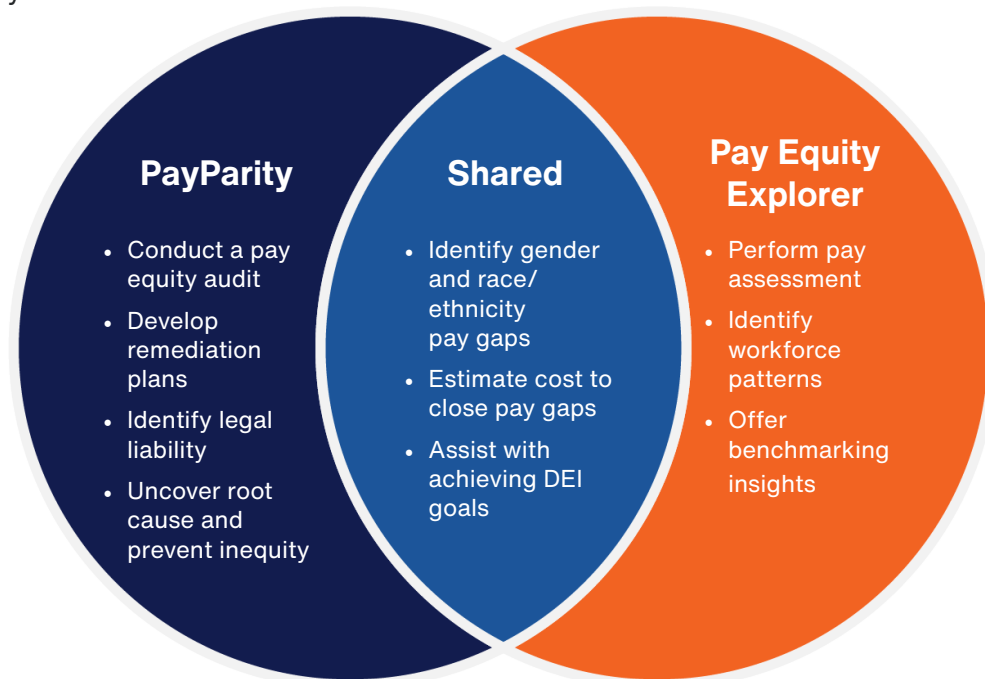 PayParity
• Conduct a pay
equity audit
• Develop
remediation
plans
• Identify legal
liability
• Uncover root
cause and
prevent inequity
Shared
• Identify gender
and race/
ethnicity
pay gaps
• Estimate cost to
close pay gaps
• Assist with
achieving DEI
goals
Pay Equity
Explorer
• Perform pay
assessment
• Identify
workforce
patterns
• Offer
benchmarking
insights